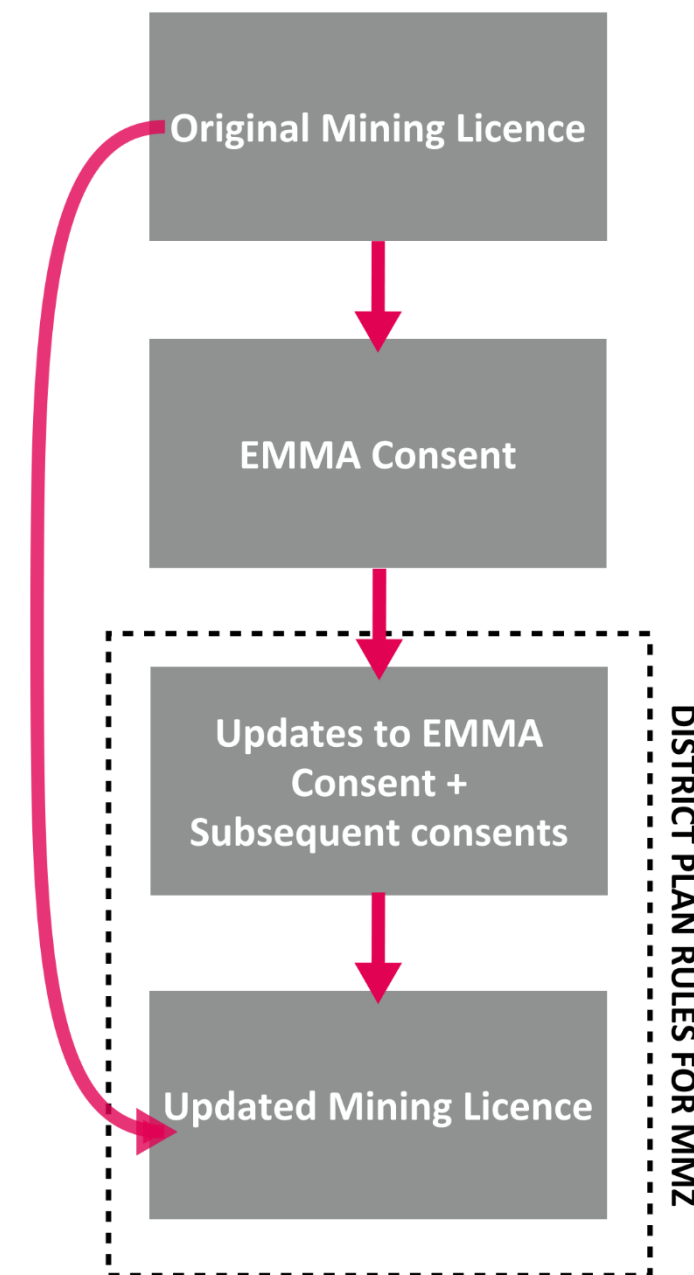 Original Mining Licence
EMMA Consent
Updates to EMMA
Consent +
Subsequent consents
Updated Mining Licence
DISTRICT PLAN RULES FOR MMZ